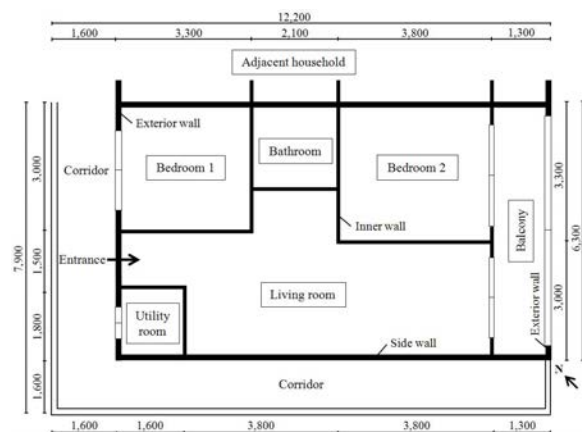 12,200
1,600 3,300 2,100 3,800 1,300
Adjacent household
Exterior wall
Bathroom
Corridor
Bedroom 1
Bedroom 2
3,000
3,300
Balcony
6,300
Inner wall
7,900
1,500
Entrance
Living room
3,000
Exterior wall
Utility
room
1,800
Side wall
N
Corridor
1,600
1,600 1,600 3,800 3,800 1,300